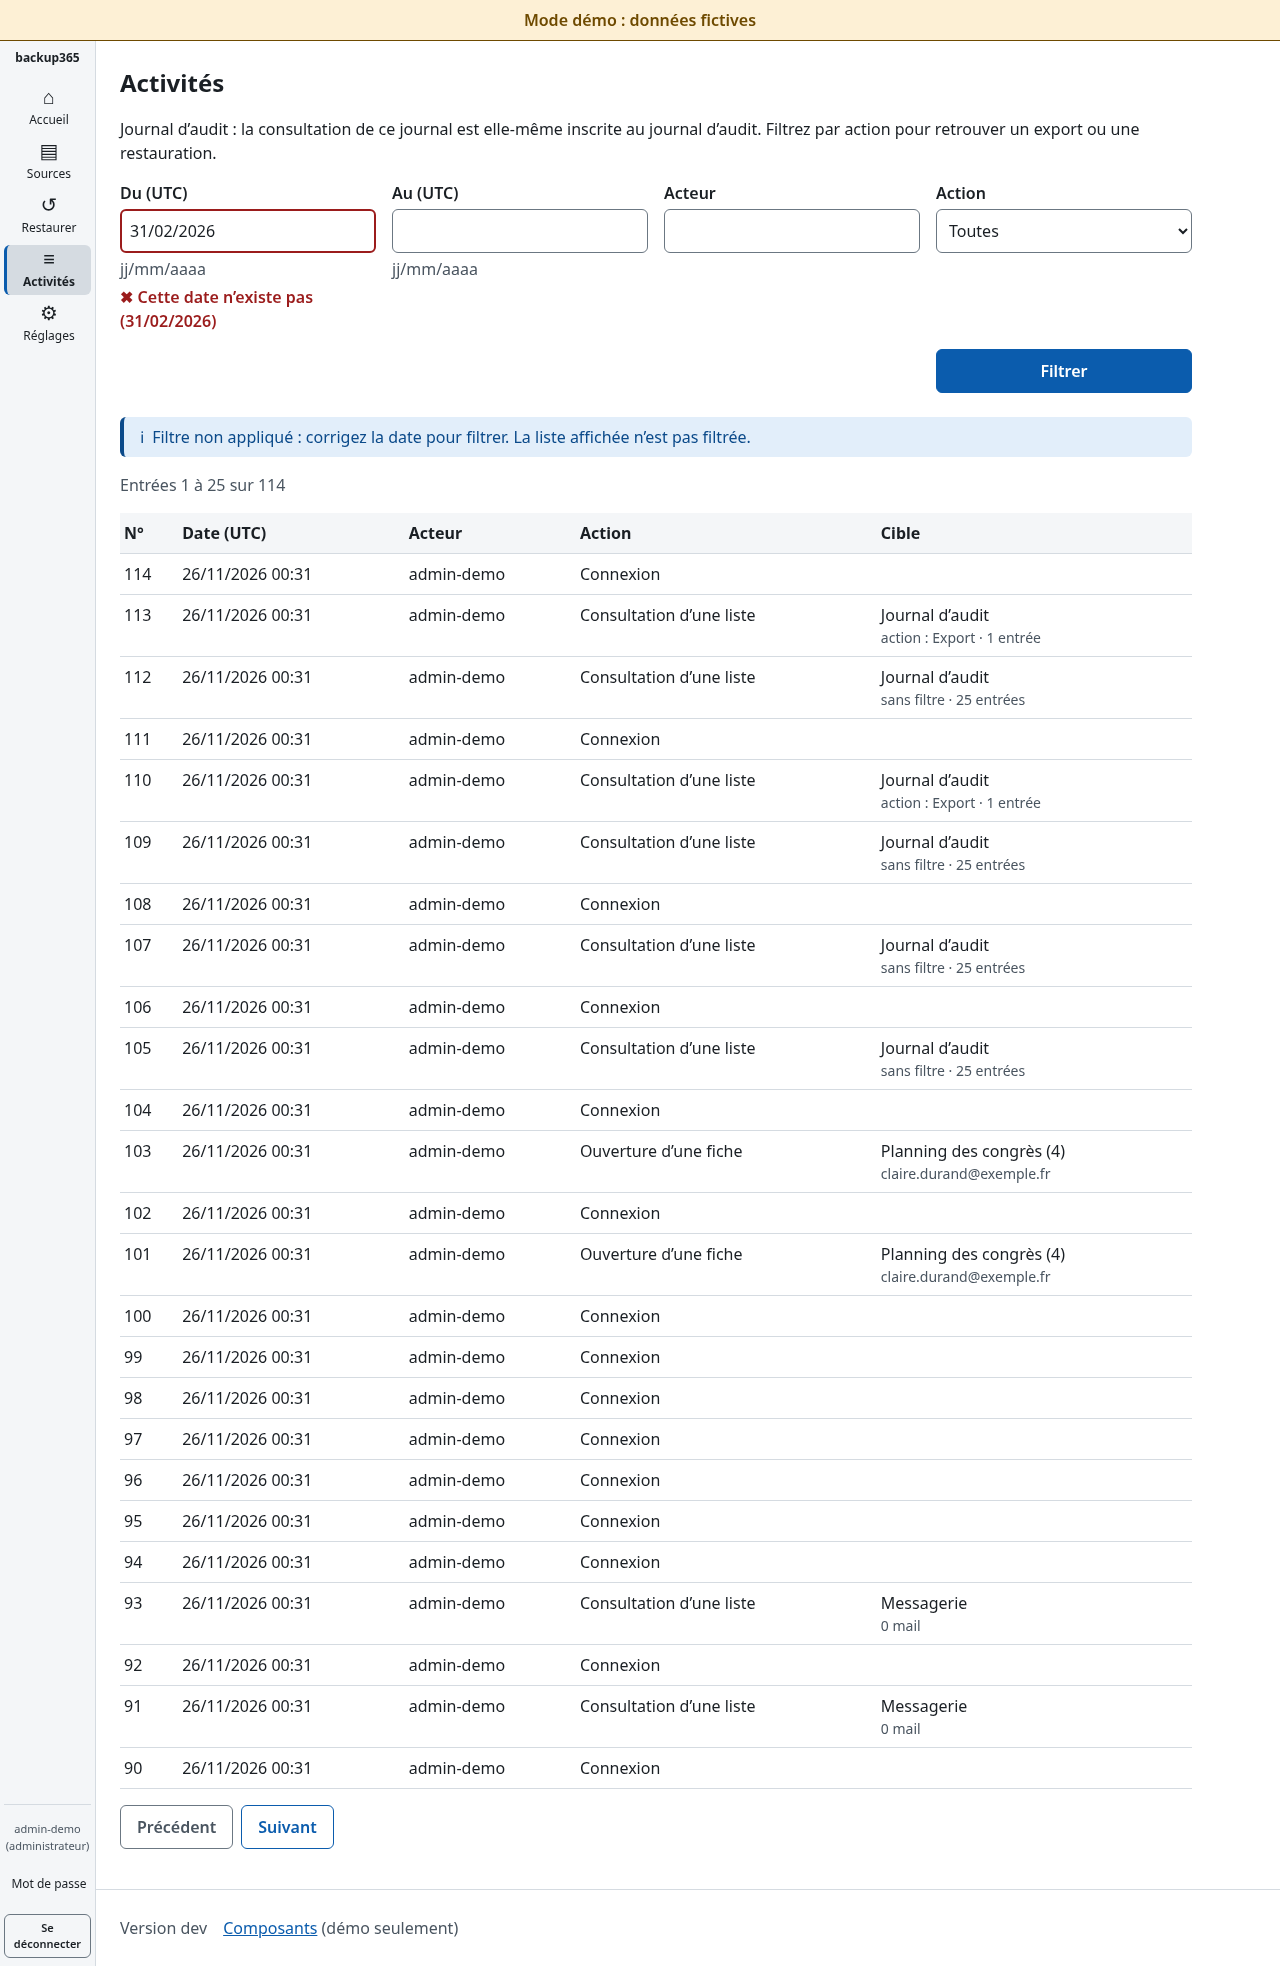 Mode démo : données fictives
backup365
Accueil
Sources
Restaurer
Activités
Réglages
Activités
Journal d’audit : la consultation de ce journal est elle-même inscrite au journal d’audit. Filtrez par action pour retrouver un export ou une
restauration.
Du (UTC) Au (UTC) Acteur Action
31/02/2026 Toutes
jj/mm/aaaa jj/mm/aaaa
✖ Cette date n’existe pas
(31/02/2026)
Filtrer
i Filtre non appliqué : corrigez la date pour filtrer. La liste affichée n’est pas filtrée.
Entrées 1 à 25 sur 114
N° Date (UTC) Acteur Action Cible
114 26/11/2026 00:31 admin-demo Connexion
113 26/11/2026 00:31 admin-demo Consultation d’une liste Journal d’audit
action : Export · 1 entrée
112 26/11/2026 00:31 admin-demo Consultation d’une liste Journal d’audit
sans filtre · 25 entrées
111 26/11/2026 00:31 admin-demo Connexion
110 26/11/2026 00:31 admin-demo Consultation d’une liste Journal d’audit
action : Export · 1 entrée
109 26/11/2026 00:31 admin-demo Consultation d’une liste Journal d’audit
sans filtre · 25 entrées
108 26/11/2026 00:31 admin-demo Connexion
107 26/11/2026 00:31 admin-demo Consultation d’une liste Journal d’audit
sans filtre · 25 entrées
106 26/11/2026 00:31 admin-demo Connexion
105 26/11/2026 00:31 admin-demo Consultation d’une liste Journal d’audit
sans filtre · 25 entrées
104 26/11/2026 00:31 admin-demo Connexion
103 26/11/2026 00:31 admin-demo Ouverture d’une fiche Planning des congrès (4)
claire.durand@exemple.fr
102 26/11/2026 00:31 admin-demo Connexion
101 26/11/2026 00:31 admin-demo Ouverture d’une fiche Planning des congrès (4)
claire.durand@exemple.fr
100 26/11/2026 00:31 admin-demo Connexion
99 26/11/2026 00:31 admin-demo Connexion
98 26/11/2026 00:31 admin-demo Connexion
97 26/11/2026 00:31 admin-demo Connexion
96 26/11/2026 00:31 admin-demo Connexion
95 26/11/2026 00:31 admin-demo Connexion
94 26/11/2026 00:31 admin-demo Connexion
93 26/11/2026 00:31 admin-demo Consultation d’une liste Messagerie
0 mail
92 26/11/2026 00:31 admin-demo Connexion
91 26/11/2026 00:31 admin-demo Consultation d’une liste Messagerie
0 mail
90 26/11/2026 00:31 admin-demo Connexion
Précédent Suivant
admin-demo
(administrateur)
Mot de passe
Se
déconnecter
Version dev Composants (démo seulement)